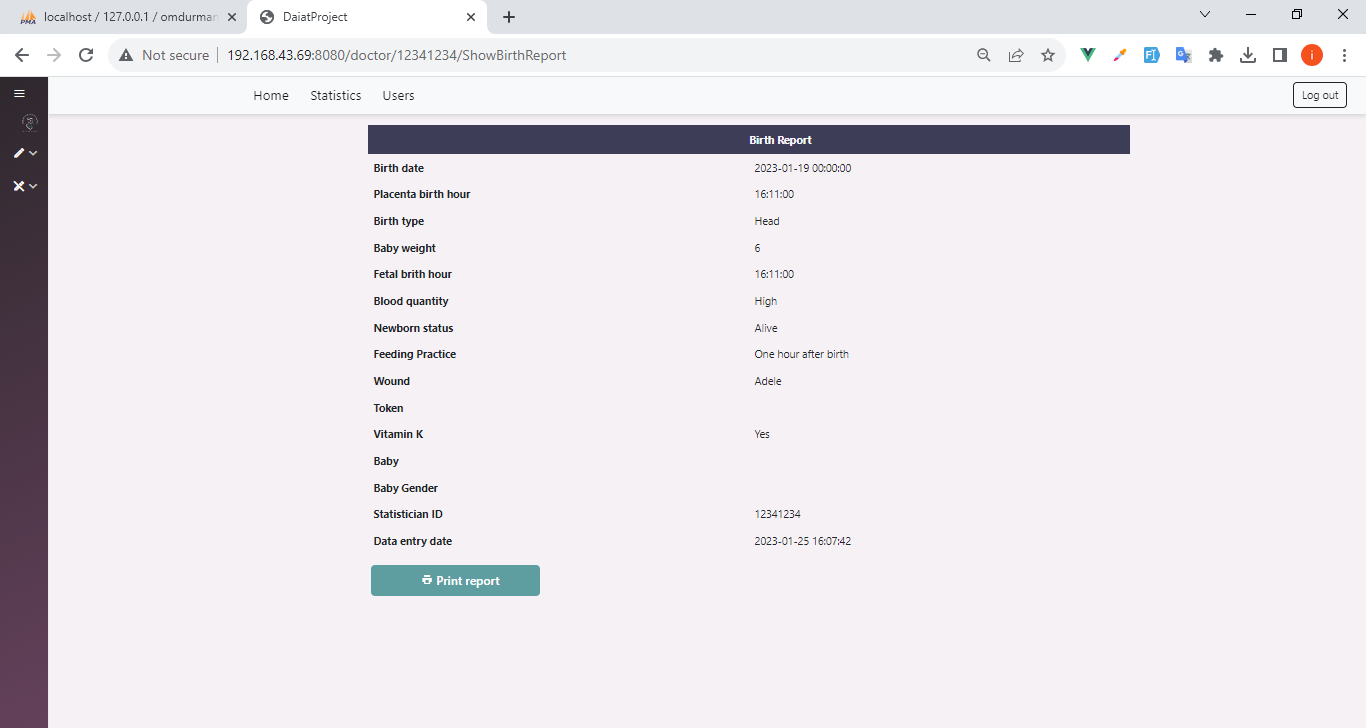 PMA localhost / 127.0.0.1 / omdurman
DaiatProject
Not secure 192.168.43.69:8080/doctor/12341234/ShowBirthReport
Home Statistics Users Log out
Birth Report
Birth date 2023-01-19 00:00:00
Placenta birth hour 16:11:00
Birth type Head
Baby weight 6
Fetal brith hour 16:11:00
Blood quantity High
Newborn status Alive
Feeding Practice One hour after birth
Wound Adele
Token
Vitamin K Yes
Baby
Baby Gender
Statistician ID 12341234
Data entry date 2023-01-25 16:07:42
Print report